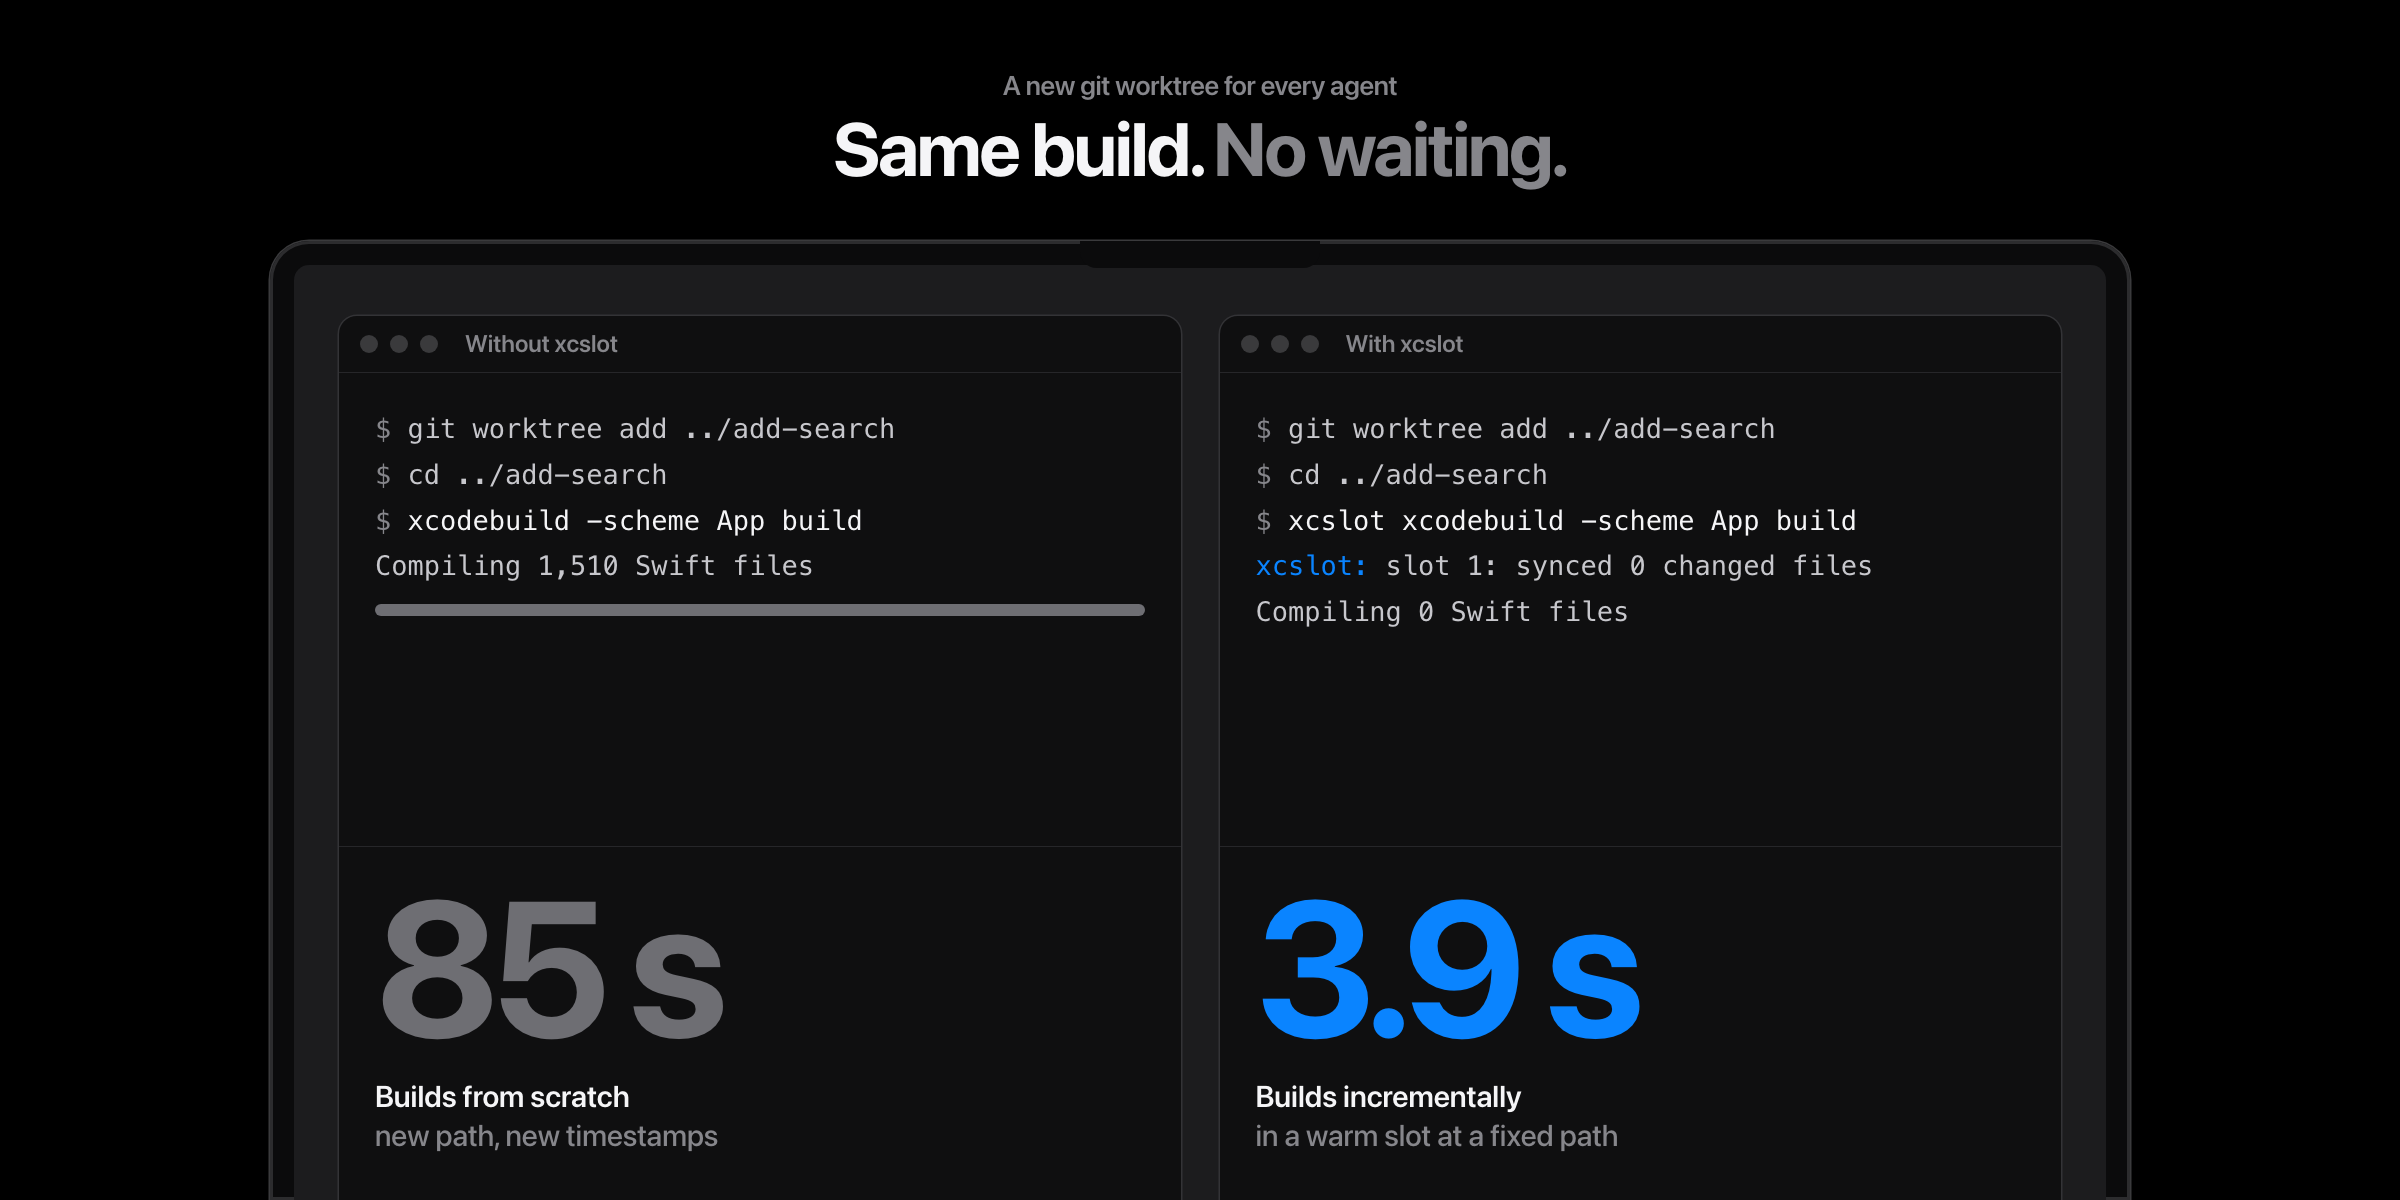 A new git worktree for every agent
Same build. No waiting.
Without xcslot
$ git worktree add ../add-search
$ cd ../add-search
$ xcodebuild -scheme App build
Compiling 1,510 Swift files
85 s
Builds from scratch
new path, new timestamps
With xcslot
$ git worktree add ../add-search
$ cd ../add-search
$ xcslot xcodebuild -scheme App build
xcslot: slot 1: synced 0 changed files
Compiling 0 Swift files
3.9 s
Builds incrementally
in a warm slot at a fixed path